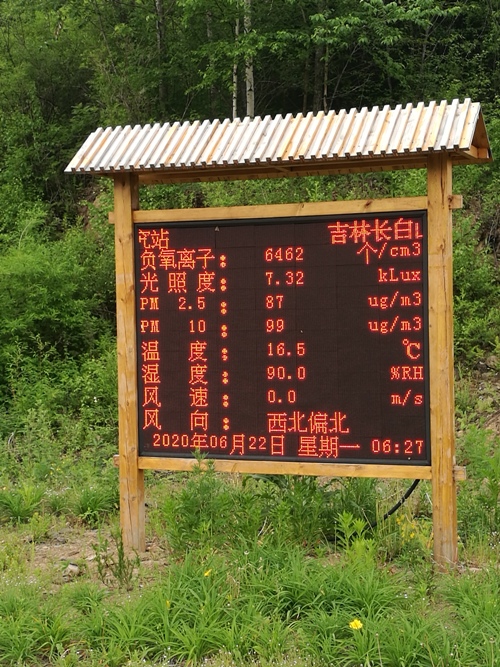 气站 吉林长白
负氧离子: 6462 个/cm3
光照度: 7.32 kLux
PM 2.5: 87 ug/m3
PM 10: 99 ug/m3
温度: 16.5 ℃
湿度: 90.0 %RH
风速: 0.0 m/s
风向: 西北偏北
2020年06月22日 星期一 06:27